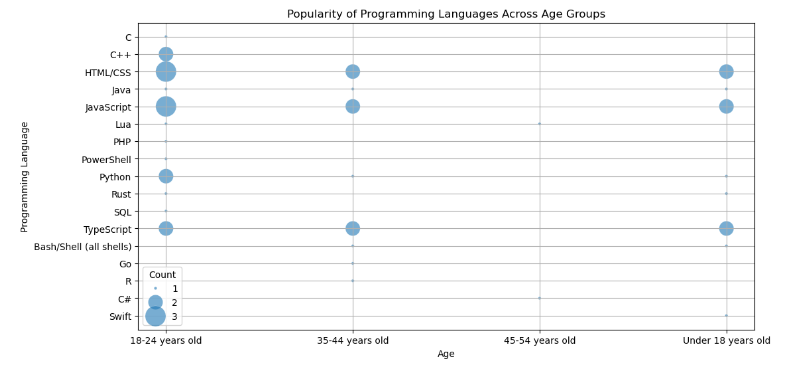 Popularity of Programming Languages Across Age Groups
Programming Language
C
C++
HTML/CSS
Java
JavaScript
Lua
PHP
PowerShell
Python
Rust
SQL
TypeScript
Bash/Shell (all shells)
Go
R
C#
Swift
Count
1
2
3
18-24 years old
35-44 years old
45-54 years old
Under 18 years old
Age